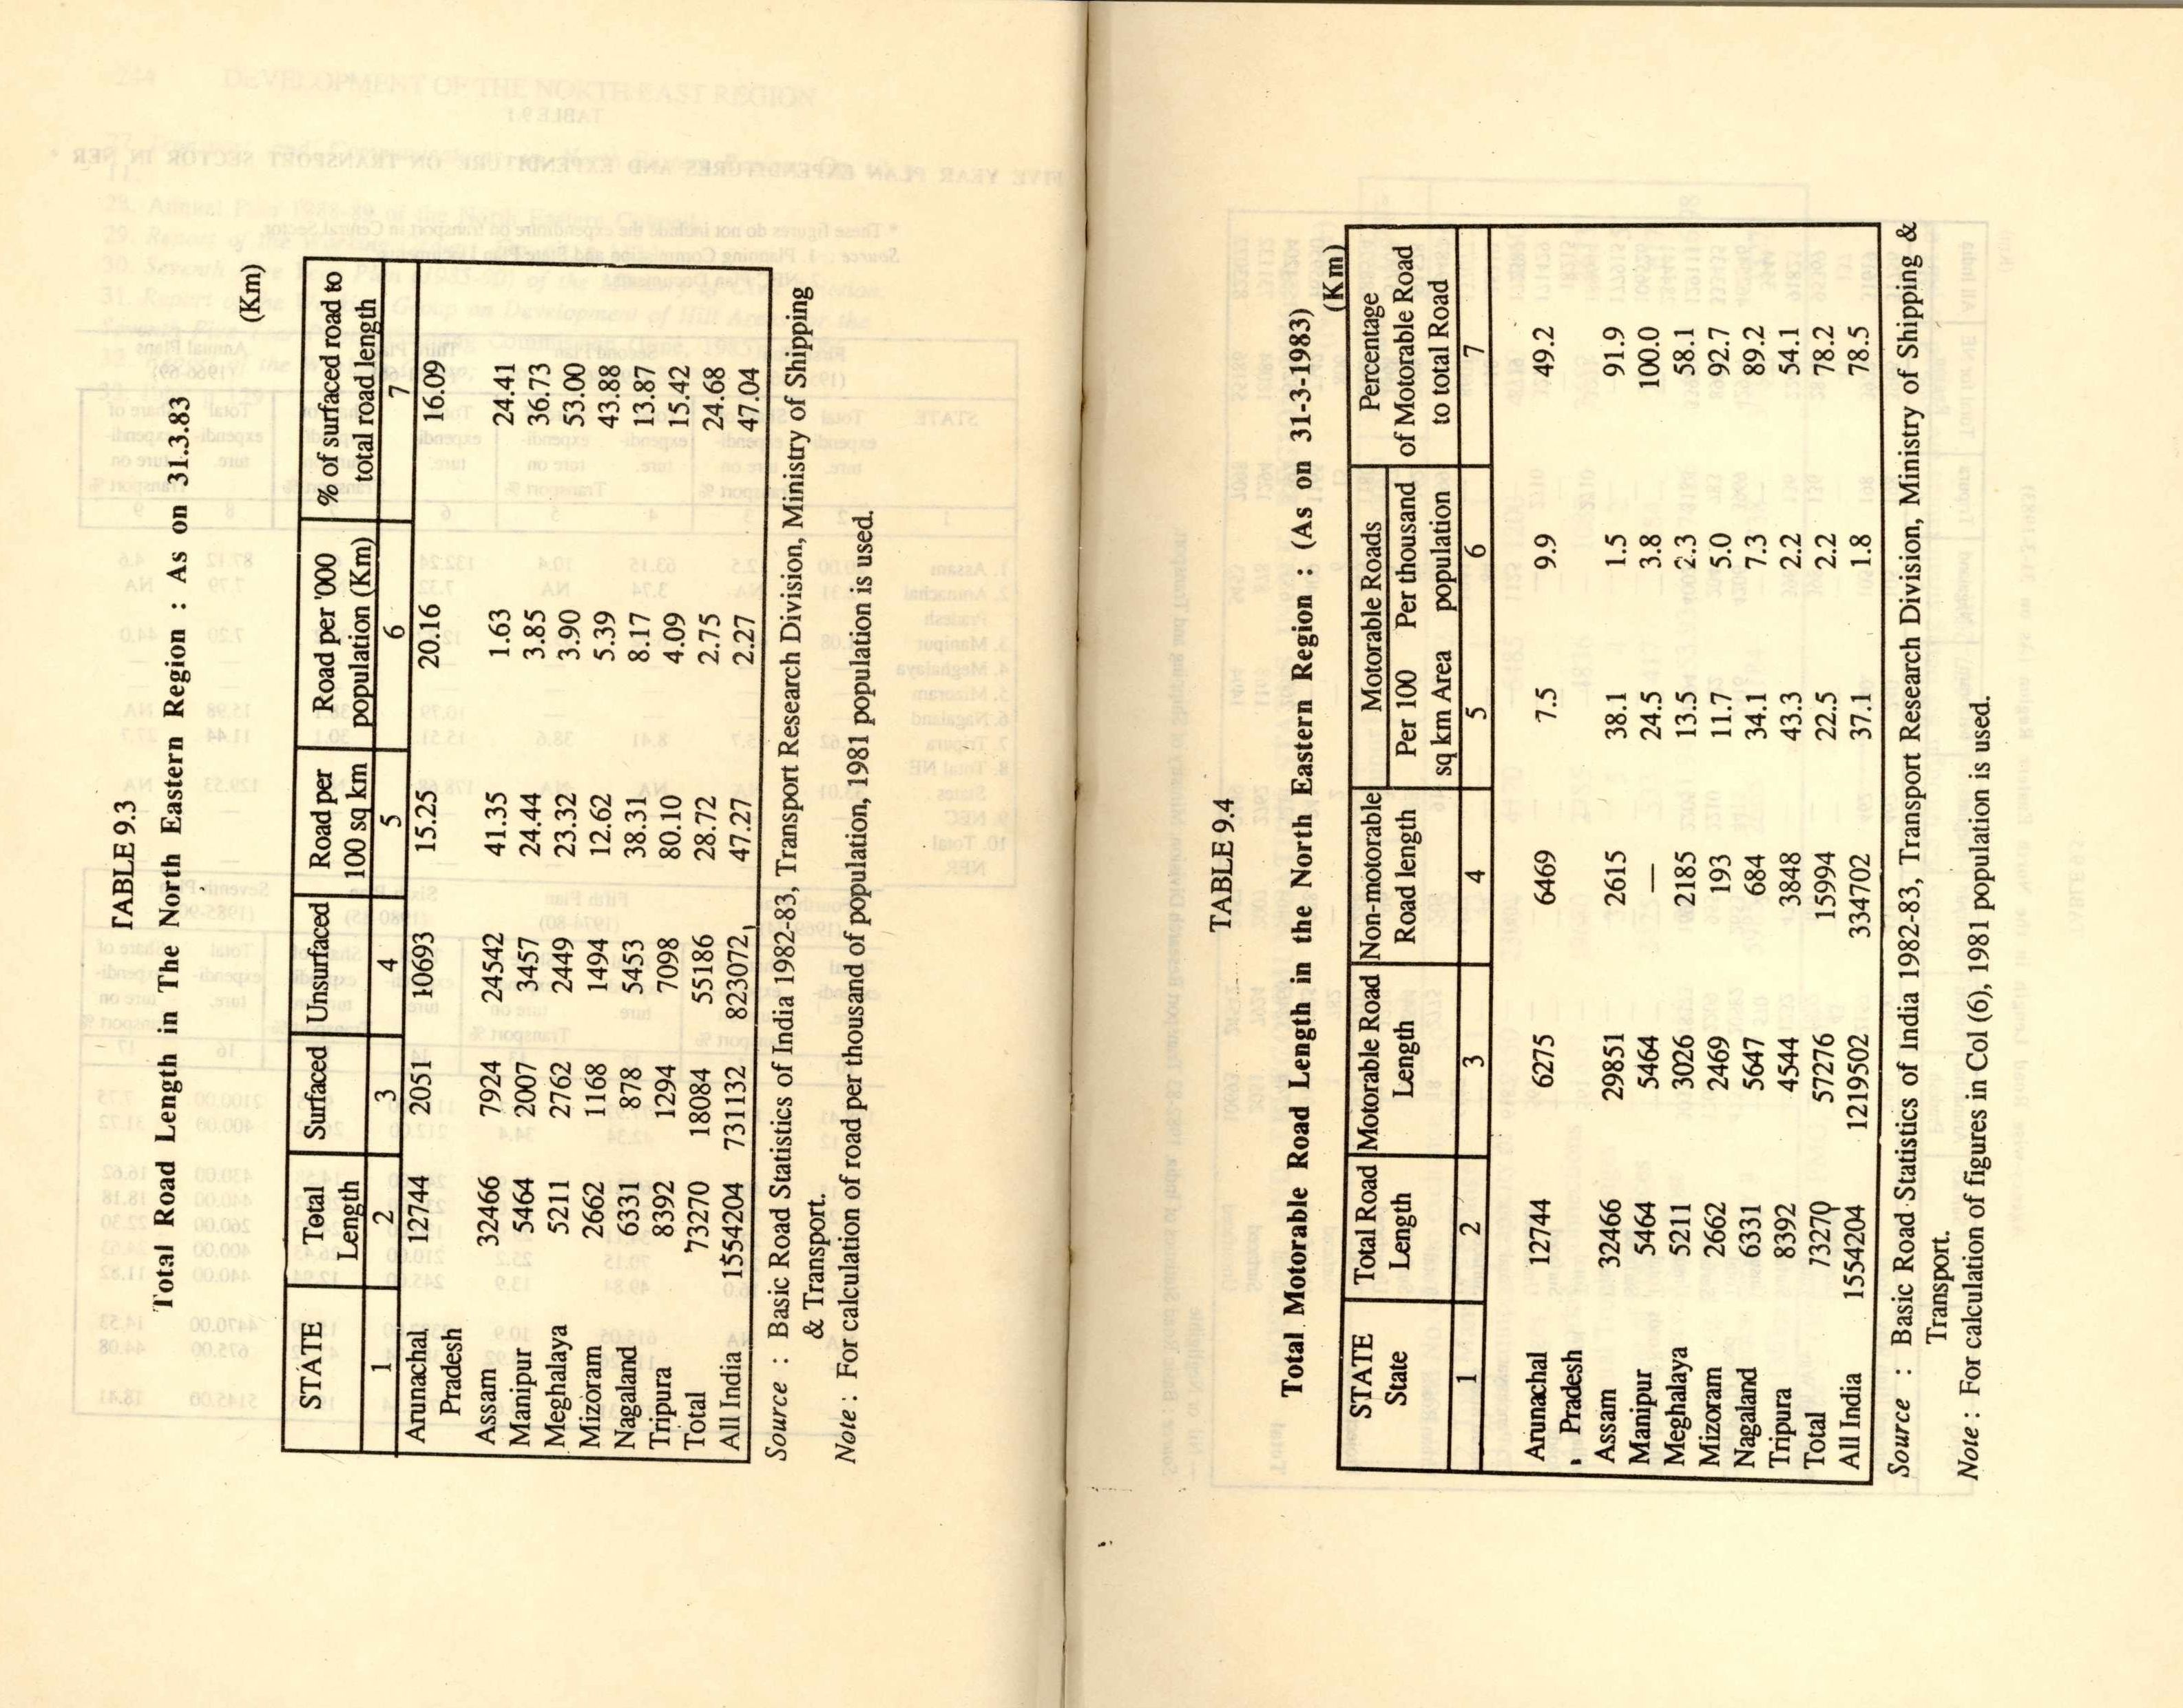 TABLE 9.3
Total Road Length in The North Eastern Region : As on 31.3.83
(Km)
STATE Total Length Surfaced Unsurfaced Road per 100 sq km Road per '000 population (Km) % of surfaced road to total road length
1 2 3 4 5 6 7
Arunachal 12744 2051 10693 15.25 20.16 16.09
Pradesh
Assam 32466 7924 24542 41.35 1.63 24.41
Manipur 5464 2007 3457 24.44 3.85 36.73
Meghalaya 5211 2762 2449 23.32 3.90 53.00
Mizoram 2662 1168 1494 12.62 5.39 43.88
Nagaland 6331 878 5453 38.31 8.17 13.87
Tripura 8392 1294 7098 80.10 4.09 15.42
Total 73270 18084 55186 28.72 2.75 24.68
All India 1554204 731132 823072 47.27 2.27 47.04
Source : Basic Road Statistics of India 1982-83, Transport Research Division, Ministry of Shipping
& Transport.
Note : For calculation of road per thousand of population, 1981 population is used.
TABLE 9.4
Total Motorable Road Length in the North Eastern Region : (As on 31-3-1983)
(Km)
STATE State Total Road Length Motorable Road Length Non-motorable Road length Motorable Roads Per 100 sq km Area Per thousand population Percentage of Motorable Road to total Road
1 2 3 4 5 6 7
Arunachal 12744 6275 6469 7.5 9.9 49.2
Pradesh
Assam 32466 29851 2615 38.1 1.5 91.9
Manipur 5464 5464 — 24.5 3.8 100.0
Meghalaya 5211 3026 2185 13.5 2.3 58.1
Mizoram 2662 2469 193 11.7 5.0 92.7
Nagaland 6331 5647 684 34.1 7.3 89.2
Tripura 8392 4544 3848 43.3 2.2 54.1
Total 73270 57276 15994 22.5 2.2 78.2
All India 1554204 1219502 334702 37.1 1.8 78.5
Source : Basic Road Statistics of India 1982-83, Transport Research Division, Ministry of Shipping &
Transport.
Note : For calculation of figures in Col (6), 1981 population is used.